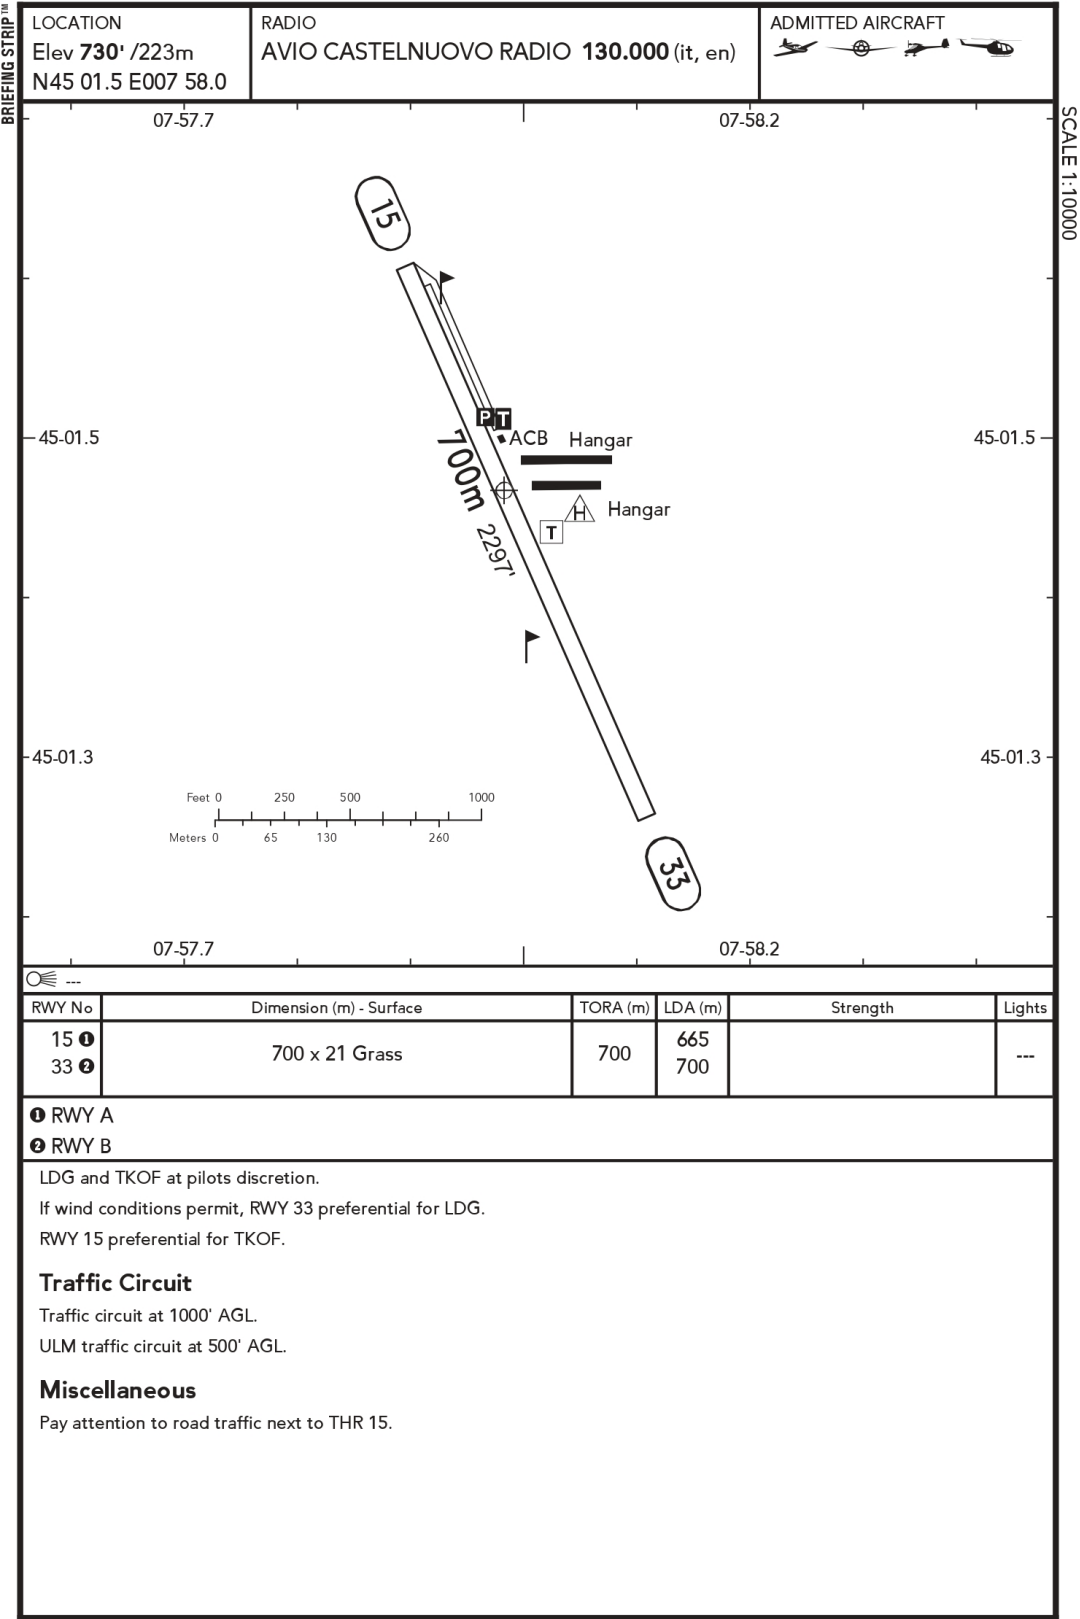 BRIEFING STRIP™
LOCATION
Elev 730' /223m
N45 01.5 E007 58.0
RADIO
AVIO CASTELNUOVO RADIO 130.000 (it, en)
ADMITTED AIRCRAFT
SCALE 1:10000
07-57.7
07-58.2
15
P T
ACB Hangar
45-01.5
45-01.5
700m 2297'
H Hangar
T
45-01.3
45-01.3
Feet 0 250 500 1000
Meters 0 65 130 260
33
07-57.7
07-58.2
---
RWY No
Dimension (m) - Surface
TORA (m)
LDA (m)
Strength
Lights
15 ❶
33 ❷
700 x 21 Grass
700
665
700
---
❶ RWY A
❷ RWY B
LDG and TKOF at pilots discretion.
If wind conditions permit, RWY 33 preferential for LDG.
RWY 15 preferential for TKOF.
Traffic Circuit
Traffic circuit at 1000' AGL.
ULM traffic circuit at 500' AGL.
Miscellaneous
Pay attention to road traffic next to THR 15.